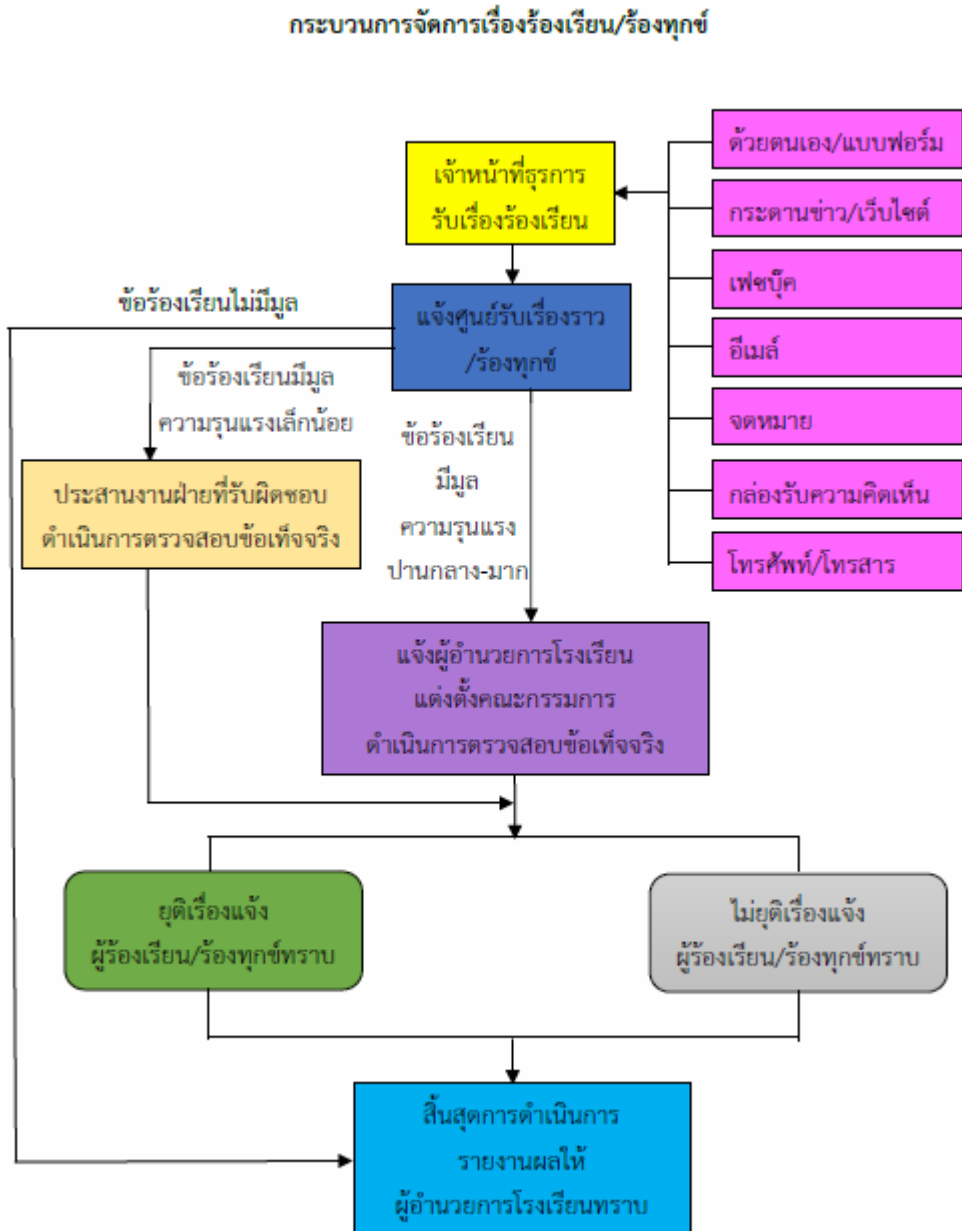 กระบวนการจัดการเรื่องร้องเรียน/ร้องทุกข์
เจ้าหน้าที่ธุรการ
รับเรื่องร้องเรียน
ด้วยตนเอง/แบบฟอร์ม
กระดานข่าว/เว็บไซต์
เฟซบุ๊ค
อีเมล์
จดหมาย
กล่องรับความคิดเห็น
โทรศัพท์/โทรสาร
แจ้งศูนย์รับเรื่องราว
/ร้องทุกข์
ข้อร้องเรียนไม่มีมูล
ข้อร้องเรียนมีมูล
ความรุนแรงเล็กน้อย
ข้อร้องเรียน
มีมูล
ความรุนแรง
ปานกลาง-มาก
ประสานงานฝ่ายที่รับผิดชอบ
ดำเนินการตรวจสอบข้อเท็จจริง
แจ้งผู้อำนวยการโรงเรียน
แต่งตั้งคณะกรรมการ
ดำเนินการตรวจสอบข้อเท็จจริง
ยุติเรื่องแจ้ง
ผู้ร้องเรียน/ร้องทุกข์ทราบ
ไม่ยุติเรื่องแจ้ง
ผู้ร้องเรียน/ร้องทุกข์ทราบ
สิ้นสุดการดำเนินการ
รายงานผลให้
ผู้อำนวยการโรงเรียนทราบ